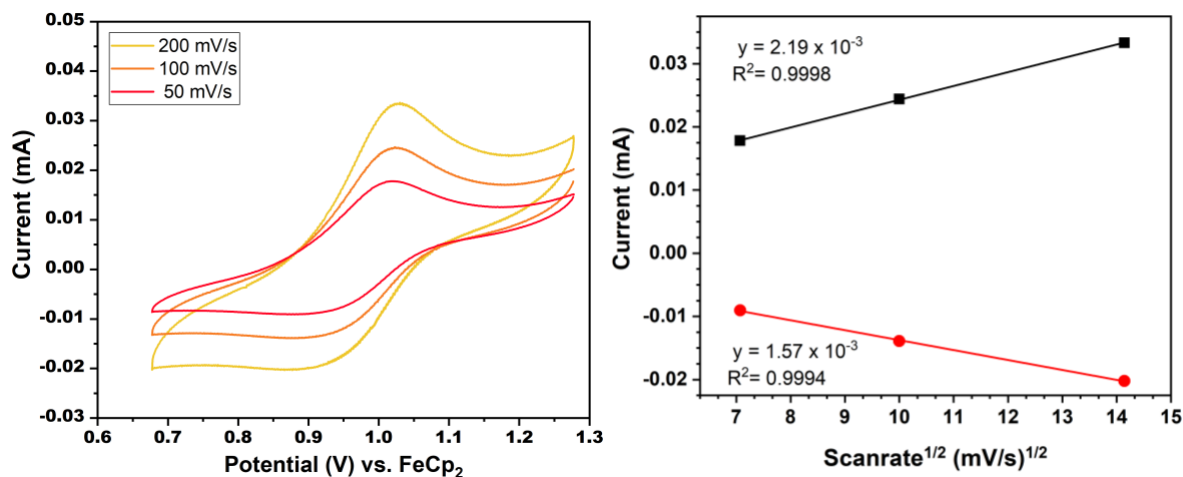 0.05
0.04
0.03
0.02
0.01
0.00
-0.01
-0.02
-0.03
Current (mA)
200 mV/s
100 mV/s
50 mV/s
0.6 0.7 0.8 0.9 1.0 1.1 1.2 1.3
Potential (V) vs. FeCp₂
0.03
0.02
0.01
0.00
-0.01
-0.02
Current (mA)
y = 2.19 x 10⁻³
R²= 0.9998
y = 1.57 x 10⁻³
R²= 0.9994
7 8 9 10 11 12 13 14 15
Scanrate¹/² (mV/s)¹/²